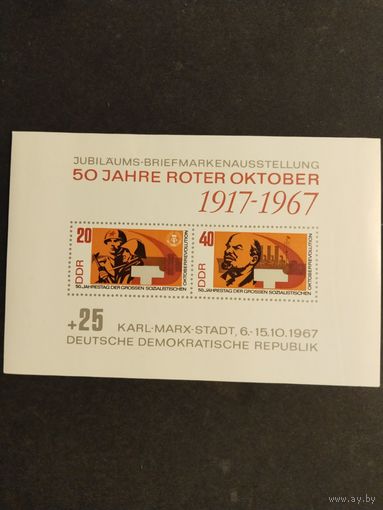 JUBILÄUMS-BRIEFMARKENAUSSTELLUNG
50 JAHRE ROTER OKTOBER
1917-1967
20
DDR
50. JAHRESTAG DER GROSSEN SOZIALISTISCHEN
OKTOBERREVOLUTION
40
DDR
50. JAHRESTAG DER GROSSEN SOZIALISTISCHEN
OKTOBERREVOLUTION
+25 KARL-MARX-STADT, 6.-15.10.1967
DEUTSCHE DEMOKRATISCHE REPUBLIK
www.ay.by